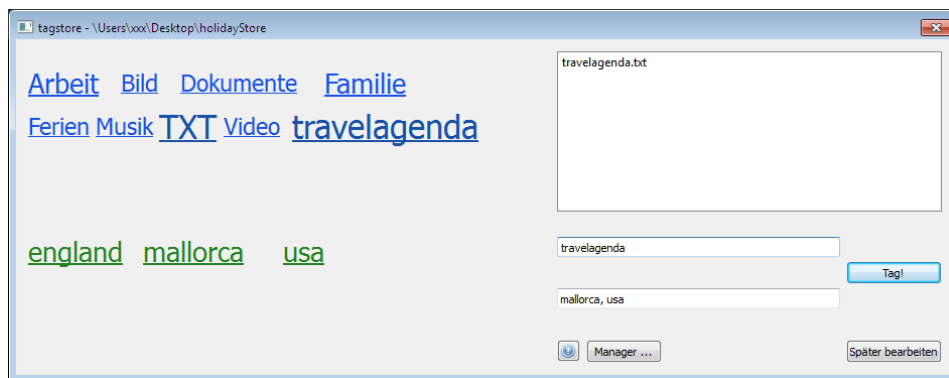 tagstore - \Users\xxx\Desktop\holidayStore
Arbeit Bild Dokumente Familie
Ferien Musik TXT Video travelagenda
england mallorca usa
travelagenda.txt
travelagenda
Tag!
mallorca, usa
Manager ...
Später bearbeiten